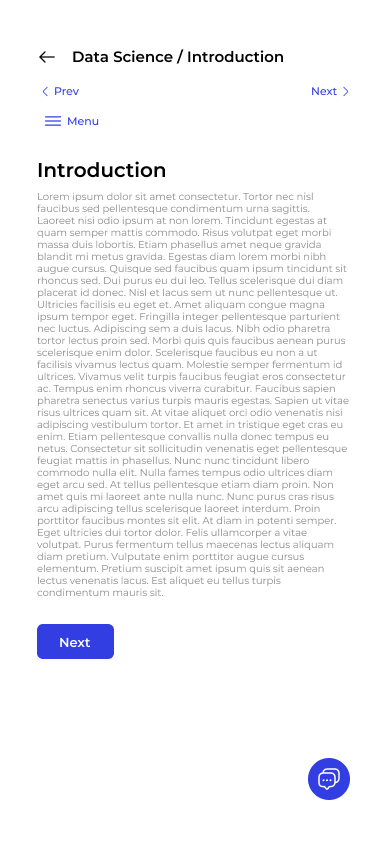 Data Science / Introduction
Prev
Next
Menu
Introduction
Lorem ipsum dolor sit amet consectetur. Tortor nec nisl
faucibus sed pellentesque condimentum urna sagittis.
Laoreet nisi odio ipsum at non lorem. Tincidunt egestas at
quam semper mattis commodo. Risus volutpat eget morbi
massa duis lobortis. Etiam phasellus amet neque gravida
blandit mi metus gravida. Egestas diam lorem morbi nibh
augue cursus. Quisque sed faucibus quam ipsum tincidunt sit
rhoncus sed. Dui purus eu dui leo. Tellus scelerisque dui diam
placerat id donec. Nisl et lacus sem ut nunc pellentesque ut.
Ultricies facilisis eu eget et. Amet aliquam congue magna
ipsum tempor eget. Fringilla integer pellentesque parturient
nec luctus. Adipiscing sem a duis lacus. Nibh odio pharetra
tortor lectus proin sed. Morbi quis quis faucibus aenean purus
scelerisque enim dolor. Scelerisque faucibus eu non a ut
facilisis vivamus lectus quam. Molestie semper fermentum id
ultrices. Vivamus velit turpis faucibus feugiat eros consectetur
ac. Tempus enim rhoncus viverra curabitur. Faucibus sapien
pharetra senectus varius turpis mauris egestas. Sapien ut vitae
risus ultrices quam sit. At vitae aliquet orci odio venenatis nisi
adipiscing vestibulum tortor. Et amet in tristique eget cras eu
enim. Etiam pellentesque convallis nulla donec tempus eu
netus. Consectetur sit sollicitudin venenatis eget pellentesque
feugiat mattis in phasellus. Nunc nunc tincidunt libero
commodo nulla elit. Nulla fames tempus odio ultrices diam
eget arcu sed. At tellus pellentesque etiam diam proin. Non
amet quis mi laoreet ante nulla nunc. Nunc purus cras risus
arcu adipiscing tellus scelerisque laoreet interdum. Proin
porttitor faucibus montes sit elit. At diam in potenti semper.
Eget ultricies dui tortor dolor. Felis ullamcorper a vitae
volutpat. Purus fermentum tellus maecenas lectus aliquam
diam pretium. Vulputate enim porttitor augue cursus
elementum. Pretium suscipit amet ipsum quis sit aenean
lectus venenatis lacus. Est aliquet eu tellus turpis
condimentum mauris sit.
Next